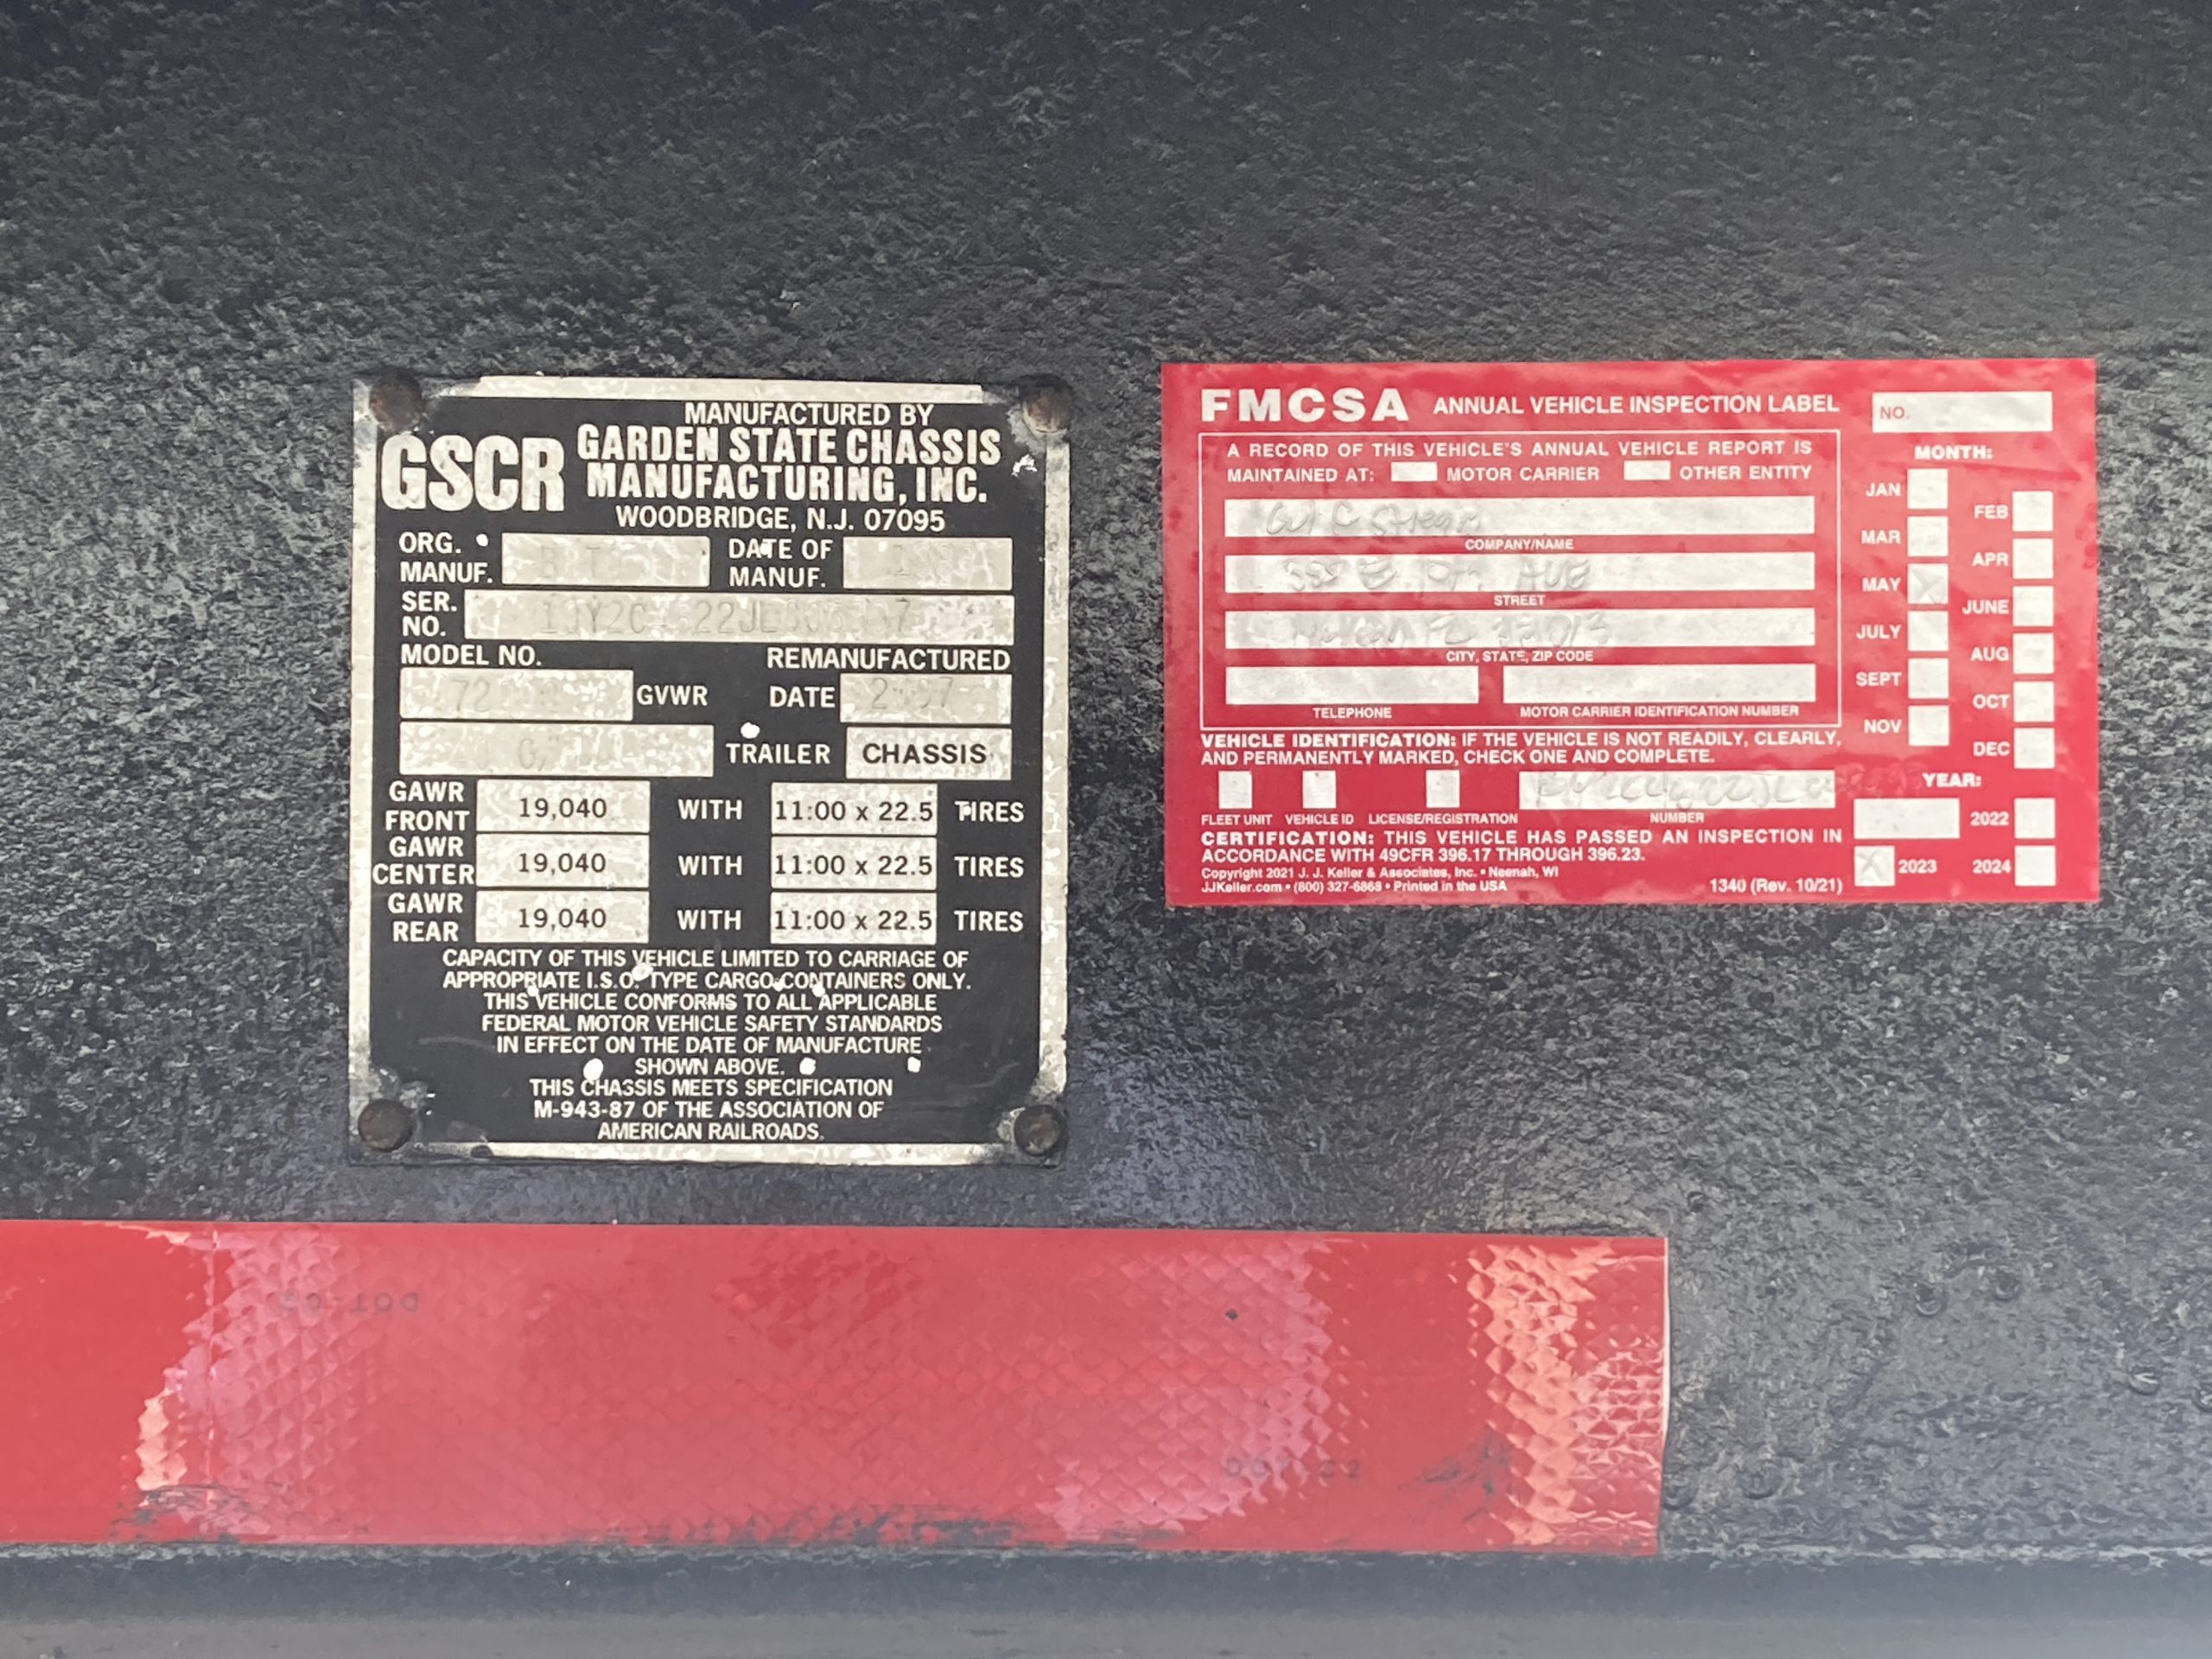 MANUFACTURED BY
GSCR GARDEN STATE CHASSIS
MANUFACTURING, INC.
WOODBRIDGE, N.J. 07095
ORG. MANUF.
DATE OF MANUF.
SER. NO.
MODEL NO.
REMANUFACTURED
GVWR DATE
TRAILER CHASSIS
GAWR FRONT 19,040 WITH 11:00 x 22.5 TIRES
GAWR CENTER 19,040 WITH 11:00 x 22.5 TIRES
GAWR REAR 19,040 WITH 11:00 x 22.5 TIRES
CAPACITY OF THIS VEHICLE LIMITED TO CARRIAGE OF
APPROPRIATE I.S.O. TYPE CARGO CONTAINERS ONLY.
THIS VEHICLE CONFORMS TO ALL APPLICABLE
FEDERAL MOTOR VEHICLE SAFETY STANDARDS
IN EFFECT ON THE DATE OF MANUFACTURE
SHOWN ABOVE.
THIS CHASSIS MEETS SPECIFICATION
M-943-87 OF THE ASSOCIATION OF
AMERICAN RAILROADS.
FMCSA ANNUAL VEHICLE INSPECTION LABEL
A RECORD OF THIS VEHICLE'S ANNUAL VEHICLE REPORT IS
MAINTAINED AT: MOTOR CARRIER OTHER ENTITY
Stream
COMPANY/NAME
AVE
STREET
CITY, STATE, ZIP CODE
TELEPHONE MOTOR CARRIER IDENTIFICATION NUMBER
VEHICLE IDENTIFICATION: IF THE VEHICLE IS NOT READILY, CLEARLY,
AND PERMANENTLY MARKED, CHECK ONE AND COMPLETE.
FLEET UNIT VEHICLE ID LICENSE/REGISTRATION NUMBER
CERTIFICATION: THIS VEHICLE HAS PASSED AN INSPECTION IN
ACCORDANCE WITH 49CFR 396.17 THROUGH 396.23.
Copyright 2021 J. J. Keller & Associates, Inc. • Neenah, WI
JJKeller.com • (800) 327-6868 • Printed in the USA
1340 (Rev. 10/21)
NO.
MONTH:
JAN FEB
MAR APR
MAY X JUNE
JULY AUG
SEPT OCT
NOV DEC
YEAR:
2022
X 2023 2024